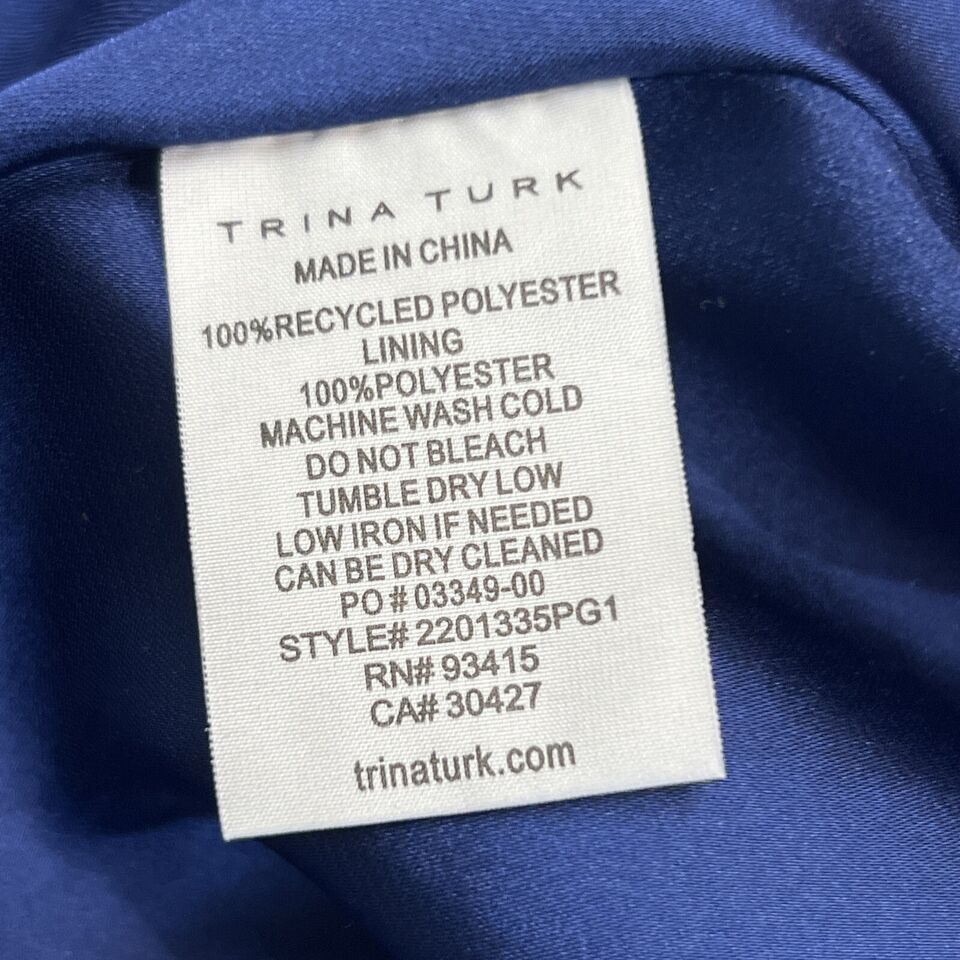 TRINA TURK
MADE IN CHINA
100%RECYCLED POLYESTER
LINING
100%POLYESTER
MACHINE WASH COLD
DO NOT BLEACH
TUMBLE DRY LOW
LOW IRON IF NEEDED
CAN BE DRY CLEANED
PO # 03349-00
STYLE# 2201335PG1
RN# 93415
CA# 30427
trinaturk.com